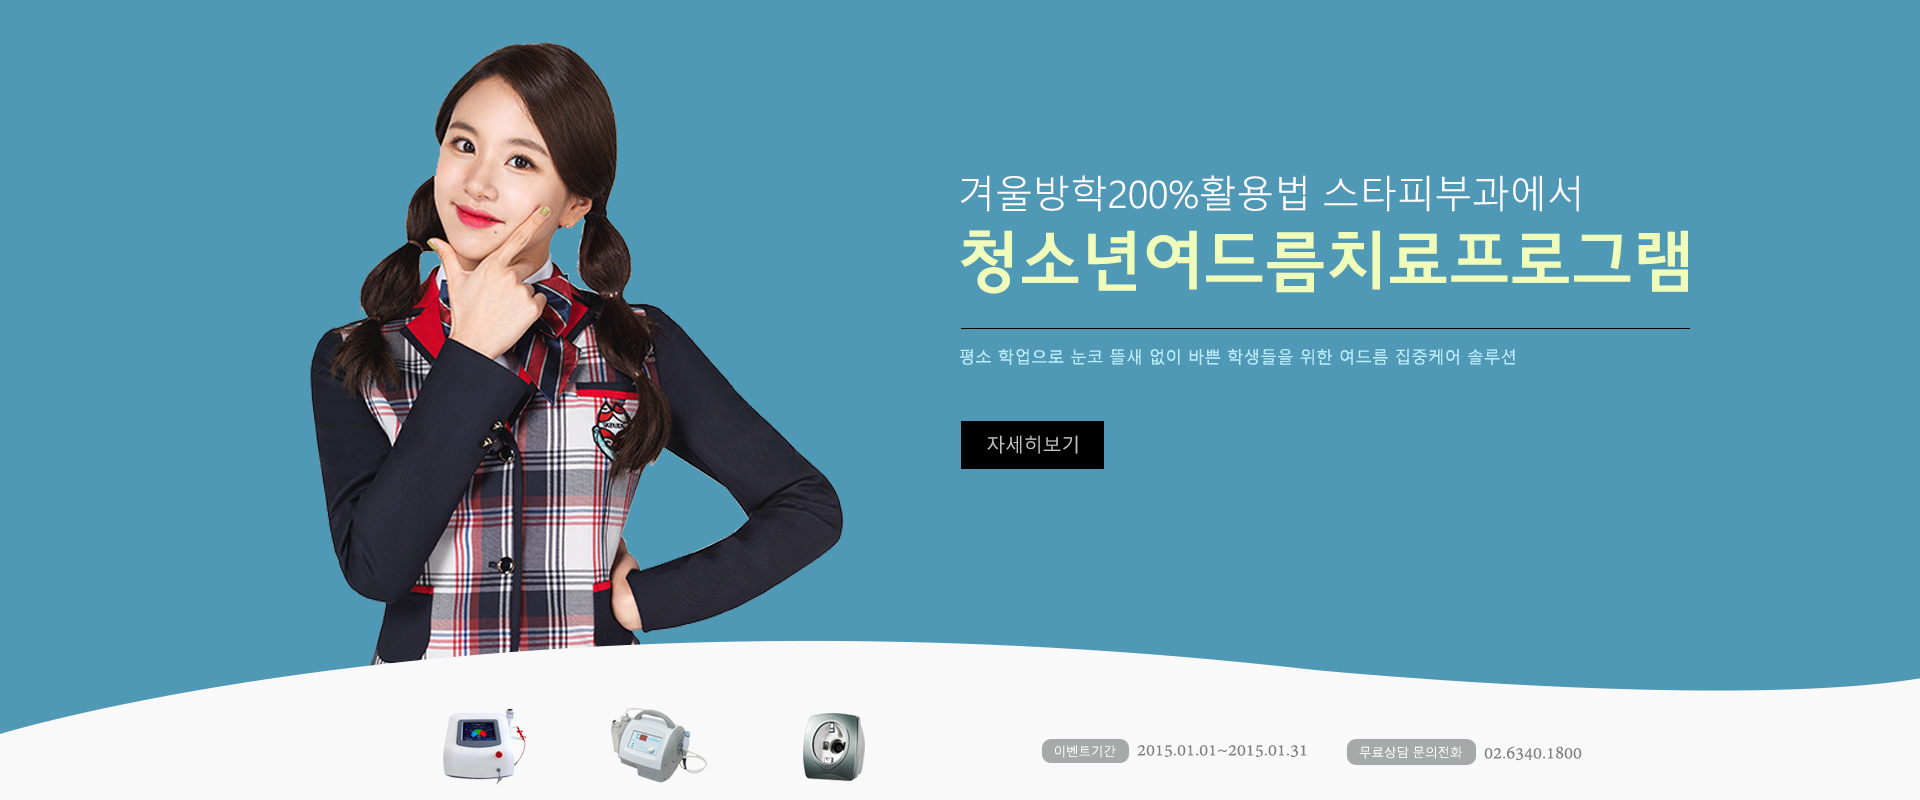 겨울방학200%활용법 스타피부과에서
청소년여드름치료프로그램
평소 학업으로 눈코 뜰새 없이 바쁜 학생들을 위한 여드름 집중케어 솔루션
자세히보기
이벤트기간 2015.01.01~2015.01.31 무료상담 문의전화 02.6340.1800